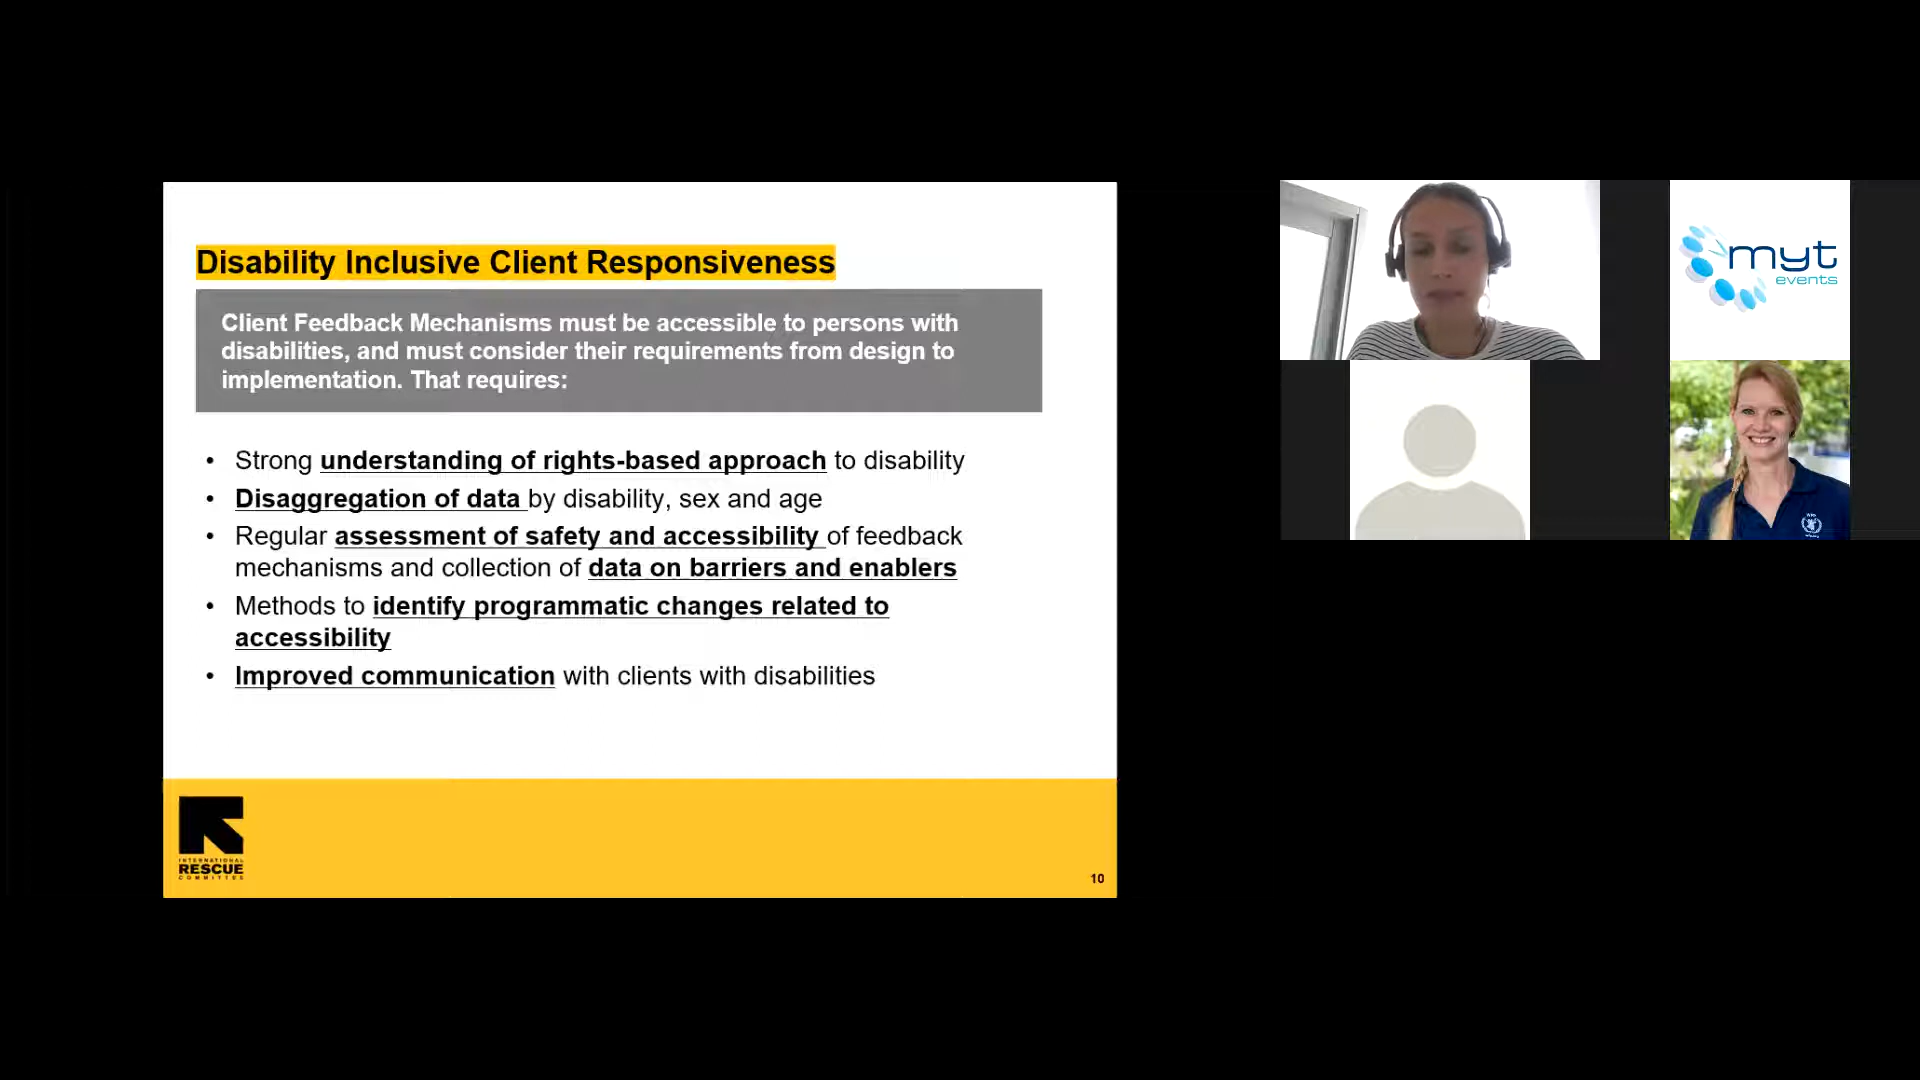 Disability Inclusive Client Responsiveness
Client Feedback Mechanisms must be accessible to persons with
disabilities, and must consider their requirements from design to
implementation. That requires:
• Strong understanding of rights-based approach to disability
• Disaggregation of data by disability, sex and age
• Regular assessment of safety and accessibility of feedback
mechanisms and collection of data on barriers and enablers
• Methods to identify programmatic changes related to
accessibility
• Improved communication with clients with disabilities
INTERNATIONAL
RESCUE
COMMITTEE
10
myt
events